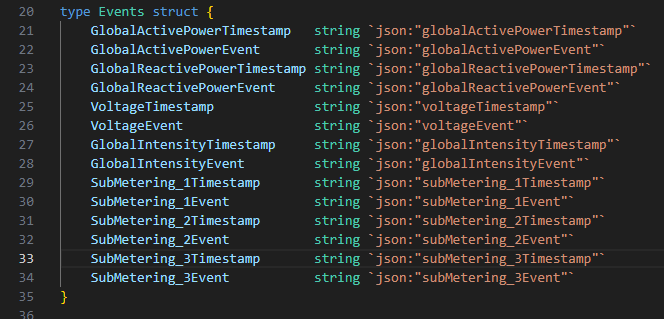 20 type Events struct {
21 GlobalActivePowerTimestamp string `json:"globalActivePowerTimestamp"`
22 GlobalActivePowerEvent string `json:"globalActivePowerEvent"`
23 GlobalReactivePowerTimestamp string `json:"globalReactivePowerTimestamp"`
24 GlobalReactivePowerEvent string `json:"globalReactivePowerEvent"`
25 VoltageTimestamp string `json:"voltageTimestamp"`
26 VoltageEvent string `json:"voltageEvent"`
27 GlobalIntensityTimestamp string `json:"globalIntensityTimestamp"`
28 GlobalIntensityEvent string `json:"globalIntensityEvent"`
29 SubMetering_1Timestamp string `json:"subMetering_1Timestamp"`
30 SubMetering_1Event string `json:"subMetering_1Event"`
31 SubMetering_2Timestamp string `json:"subMetering_2Timestamp"`
32 SubMetering_2Event string `json:"subMetering_2Event"`
33 SubMetering_3Timestamp string `json:"subMetering_3Timestamp"`
34 SubMetering_3Event string `json:"subMetering_3Event"`
35 }
36